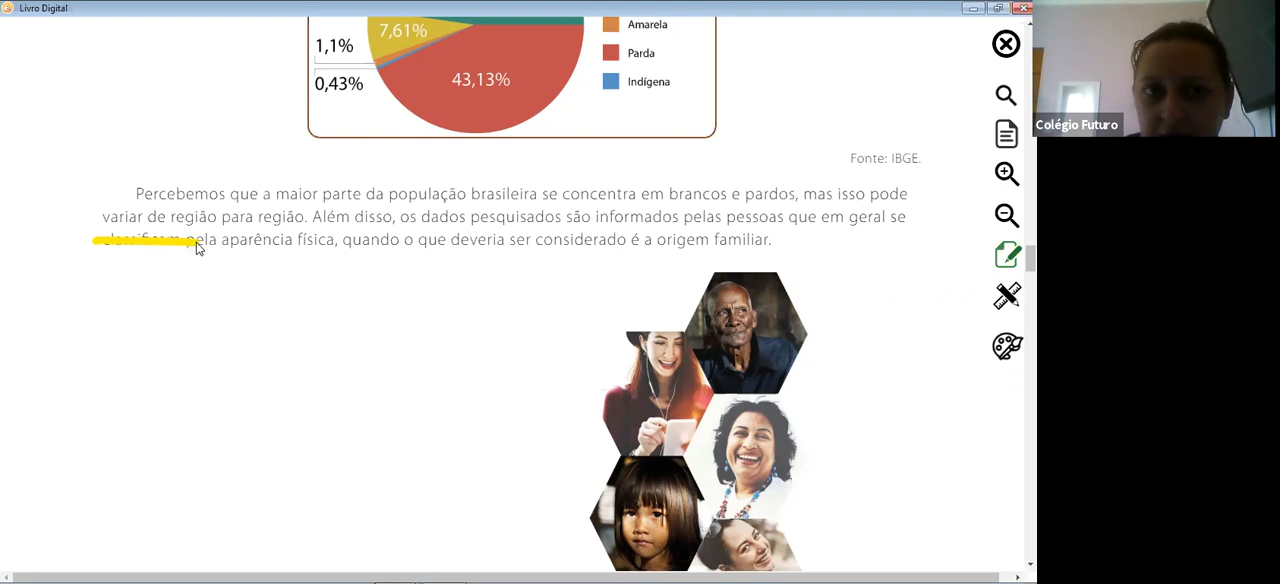 Livro Digital
7,61%
1,1%
0,43%
43,13%
Amarela
Parda
Indígena
Colégio Futuro
Fonte: IBGE.
Percebemos que a maior parte da população brasileira se concentra em brancos e pardos, mas isso pode
variar de região para região. Além disso, os dados pesquisados são informados pelas pessoas que em geral se
classificam pela aparência física, quando o que deveria ser considerado é a origem familiar.